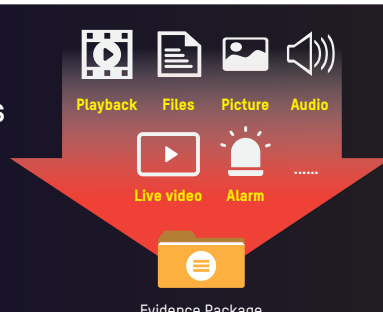 s
Playback Files Picture Audio
Live video Alarm ......
Evidence Package